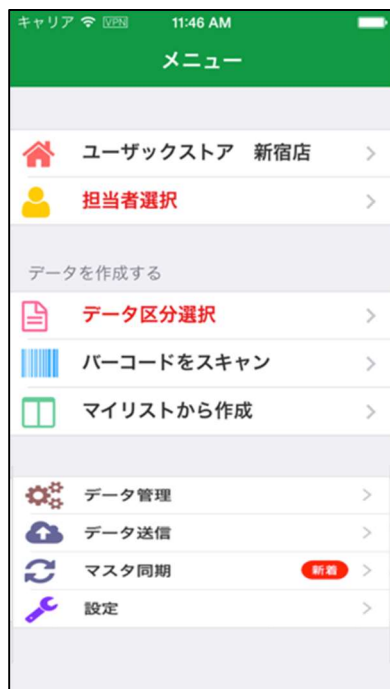 キャリア VPN 11:46 AM
メニュー
ユーザックストア 新宿店
担当者選択
データを作成する
データ区分選択
バーコードをスキャン
マイリストから作成
データ管理
データ送信
マスタ同期 新着
設定